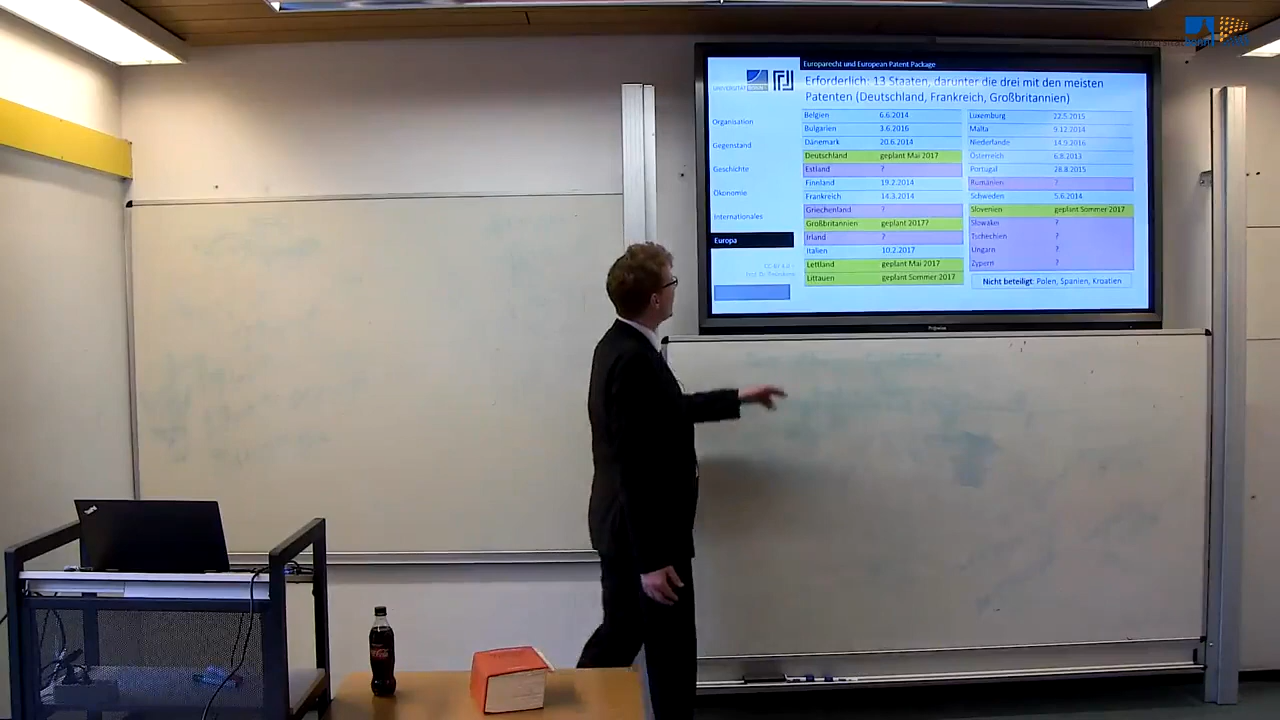 Europarecht und European Patent Package
Erforderlich: 13 Staaten, darunter die drei mit den meisten
Patenten (Deutschland, Frankreich, Großbritannien)
UNIVERSITÄT BONN
Organisation
Gegenstand
Geschichte
Ökonomie
Internationales
Europa
Belgien 6.6.2014
Bulgarien 3.6.2016
Dänemark 20.6.2014
Deutschland geplant Mai 2017
Estland ?
Finnland 19.2.2014
Frankreich 14.3.2014
Griechenland ?
Großbritannien geplant 2017?
Irland ?
Italien 10.2.2017
Lettland geplant Mai 2017
Littauen geplant Sommer 2017
Luxemburg 22.5.2015
Malta 9.12.2014
Niederlande 14.9.2016
Österreich 6.8.2013
Portugal 28.8.2015
Rumänien ?
Schweden 5.6.2014
Slovenien geplant Sommer 2017
Slowakei ?
Tschechien ?
Ungarn ?
Zypern ?
Nicht beteiligt: Polen, Spanien, Kroatien